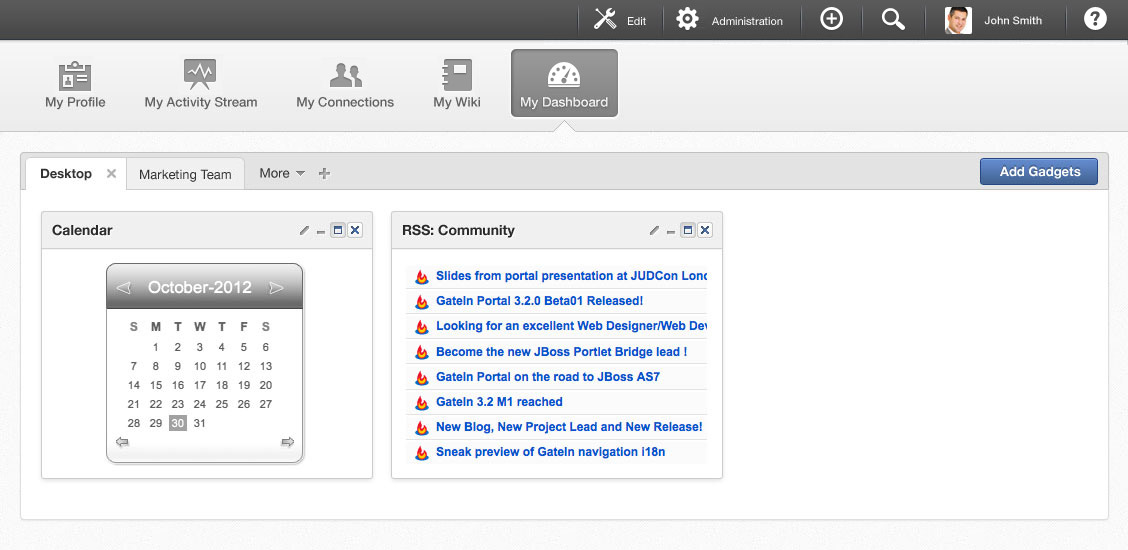 Edit Administration John Smith
My Profile My Activity Stream My Connections My Wiki My Dashboard
Desktop Marketing Team More Add Gadgets
Calendar
October-2012
S M T W T F S
1 2 3 4 5 6
7 8 9 10 11 12 13
14 15 16 17 18 19 20
21 22 23 24 25 26 27
28 29 30 31
RSS: Community
Slides from portal presentation at JUDCon Lond
GateIn Portal 3.2.0 Beta01 Released!
Looking for an excellent Web Designer/Web Dev
Become the new JBoss Portlet Bridge lead !
GateIn Portal on the road to JBoss AS7
GateIn 3.2 M1 reached
New Blog, New Project Lead and New Release!
Sneak preview of GateIn navigation i18n